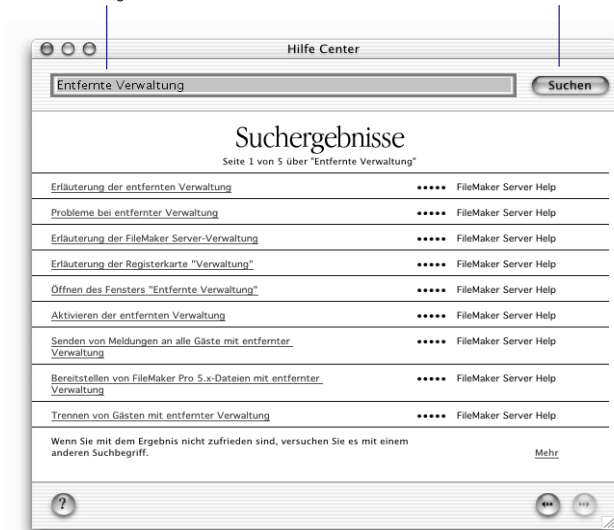 Hilfe Center
Entfernte Verwaltung
Suchen
Suchergebnisse
Seite 1 von 5 über "Entfernte Verwaltung"
Erläuterung der entfernten Verwaltung ••••• FileMaker Server Help
Probleme bei entfernter Verwaltung ••••• FileMaker Server Help
Erläuterung der FileMaker Server-Verwaltung ••••• FileMaker Server Help
Erläuterung der Registerkarte "Verwaltung" ••••• FileMaker Server Help
Öffnen des Fensters "Entfernte Verwaltung" ••••• FileMaker Server Help
Aktivieren der entfernten Verwaltung ••••• FileMaker Server Help
Senden von Meldungen an alle Gäste mit entfernter ••••• FileMaker Server Help
Verwaltung
Bereitstellen von FileMaker Pro 5.x-Dateien mit entfernter ••••• FileMaker Server Help
Verwaltung
Trennen von Gästen mit entfernter Verwaltung ••••• FileMaker Server Help
Wenn Sie mit dem Ergebnis nicht zufrieden sind, versuchen Sie es mit einem
anderen Suchbegriff.
Mehr
?